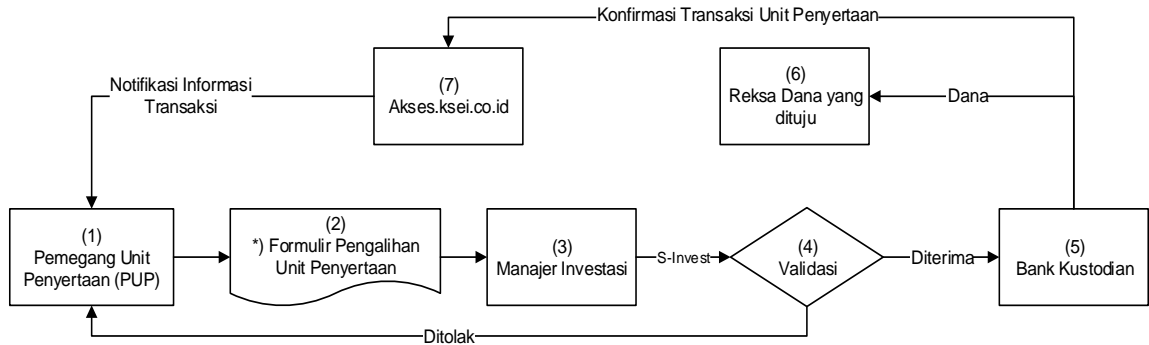 Konfirmasi Transaksi Unit Penyertaan
Notifikasi Informasi
Transaksi
(7)
Akses.ksei.co.id
(6)
Reksa Dana yang
dituju
Dana
(1)
Pemegang Unit
Penyertaan (PUP)
(2)
*) Formulir Pengalihan
Unit Penyertaan
(3)
Manajer Investasi
S-Invest
(4)
Validasi
Diterima
(5)
Bank Kustodian
Ditolak